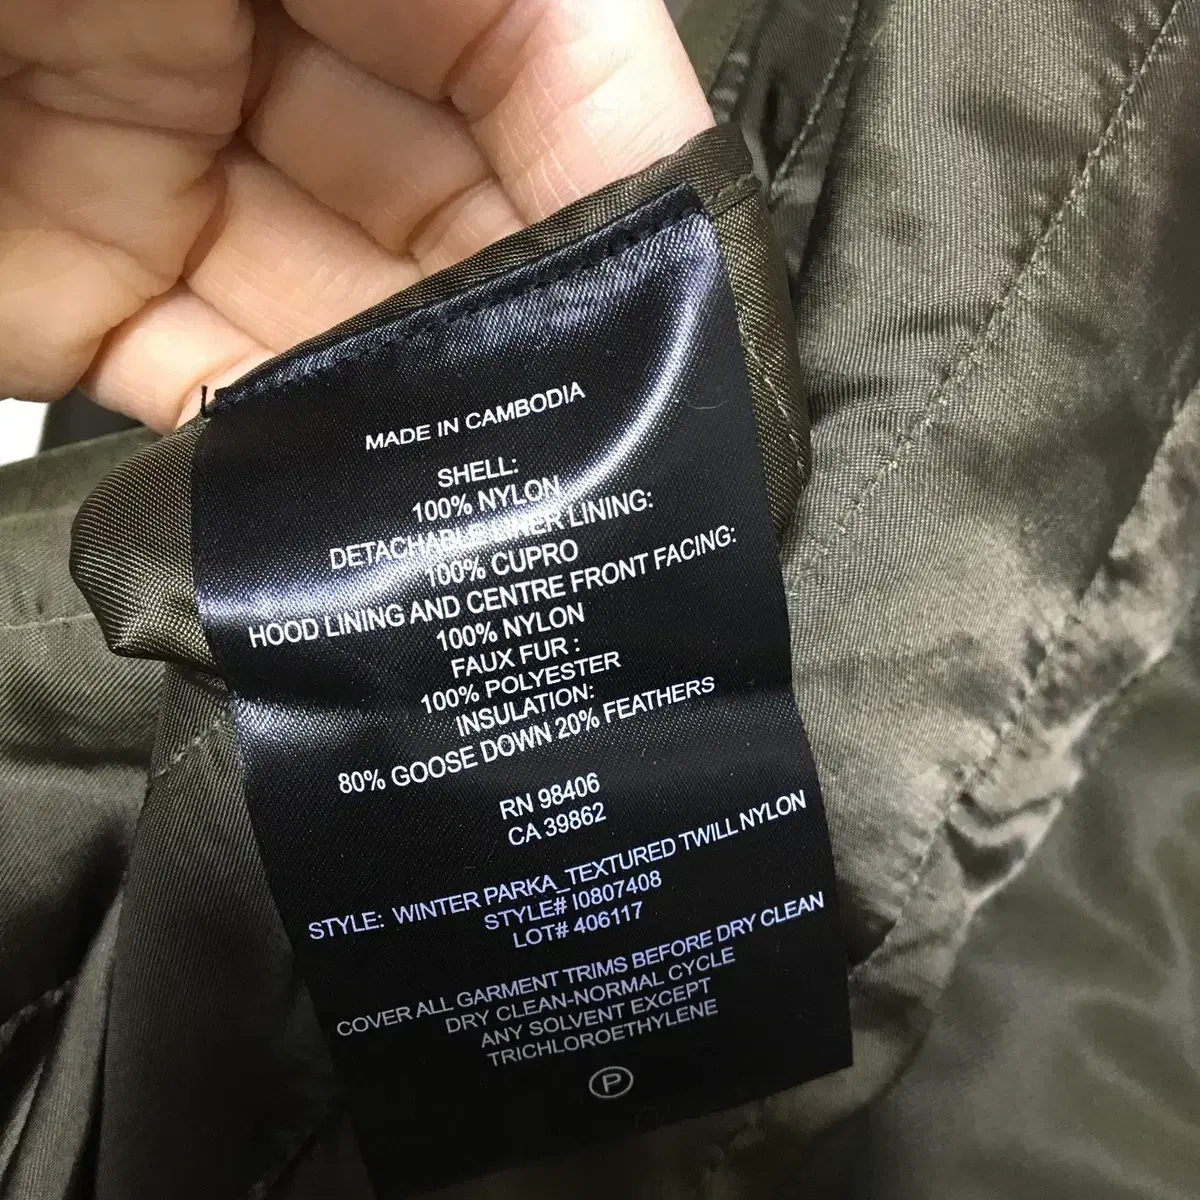 MADE IN CAMBODIA
SHELL:
100% NYLON
DETACHABLE INNER LINING:
100% CUPRO
HOOD LINING AND CENTRE FRONT FACING:
100% NYLON
FAUX FUR :
100% POLYESTER
INSULATION:
80% GOOSE DOWN 20% FEATHERS
RN 98406
CA 39862
STYLE: WINTER PARKA_TEXTURED TWILL NYLON
STYLE# I0807408
LOT# 406117
COVER ALL GARMENT TRIMS BEFORE DRY CLEAN
DRY CLEAN-NORMAL CYCLE
ANY SOLVENT EXCEPT
TRICHLOROETHYLENE
P